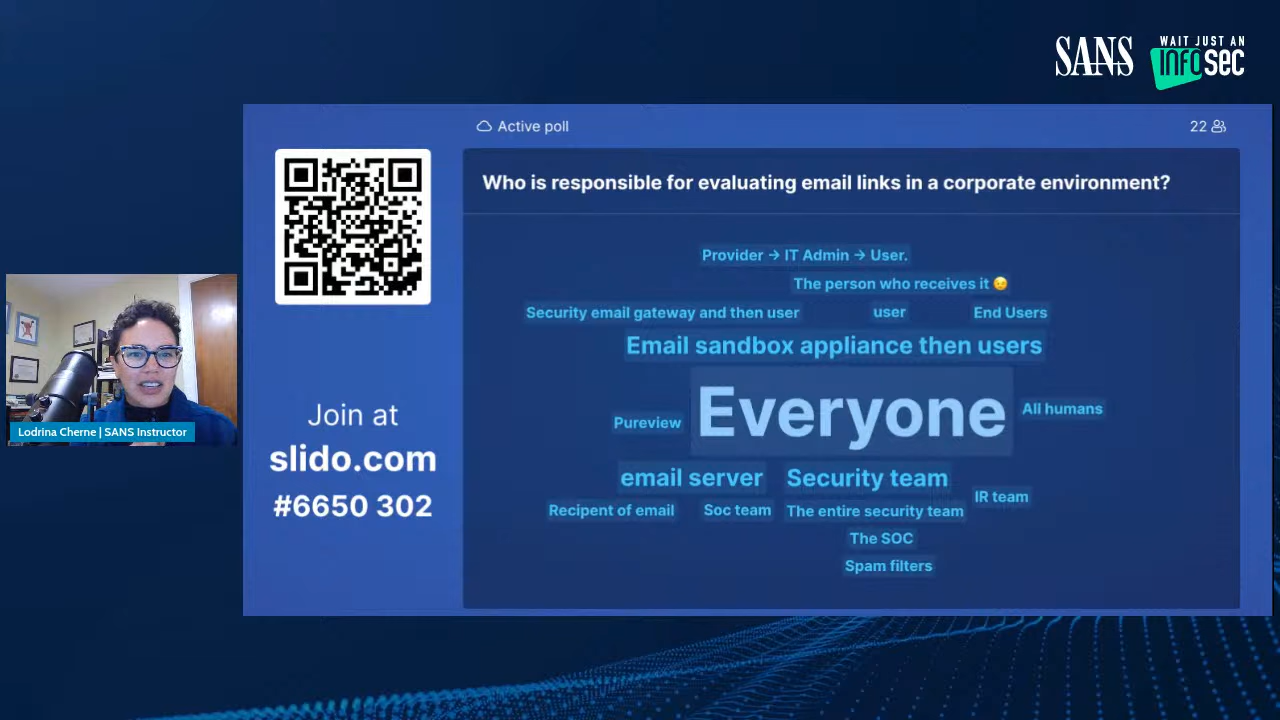 SANS
WAIT JUST AN
INFOSEC
Active poll
22
Who is responsible for evaluating email links in a corporate environment?
Provider → IT Admin → User.
The person who receives it 😉
Security email gateway and then user
user
End Users
Email sandbox appliance then users
Everyone
All humans
Pureview
email server
Security team
IR team
Recipent of email
Soc team
The entire security team
The SOC
Spam filters
Join at
slido.com
#6650 302
Lodrina Cherne | SANS Instructor